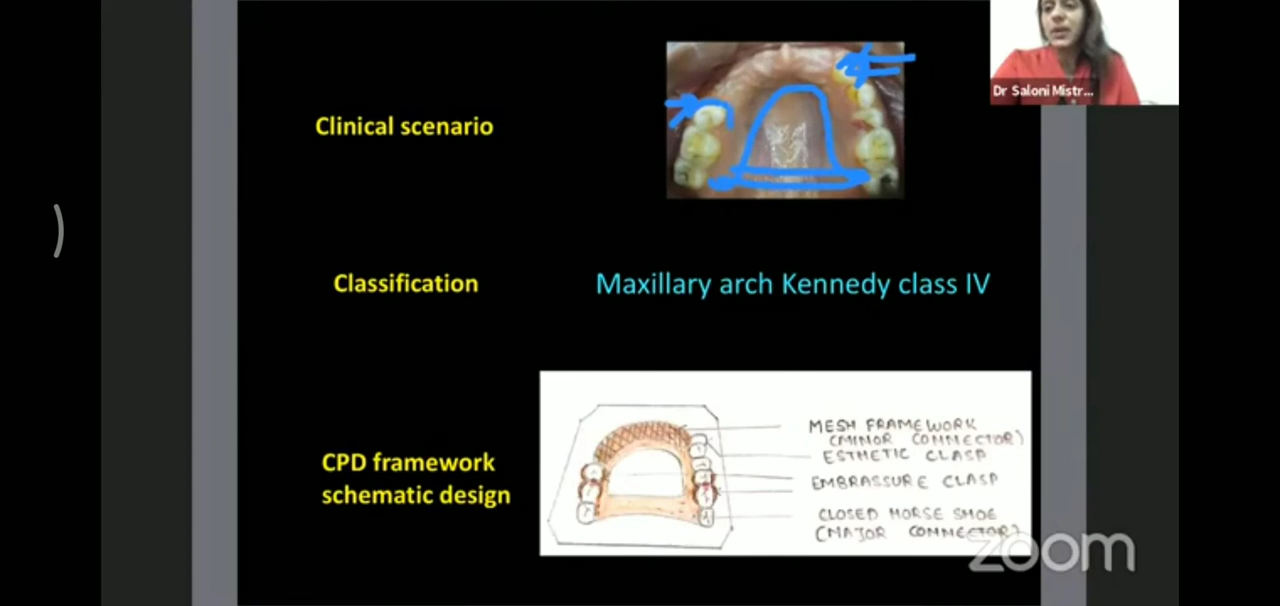 Dr Saloni Mistr...
Clinical scenario
Classification
Maxillary arch Kennedy class IV
CPD framework
schematic design
MESH FRAMEWORK
(MINOR CONNECTOR)
ESTHETIC CLASP
EMBRASSURE CLASP
CLOSED HORSE SHOE
(MAJOR CONNECTOR)
zoom